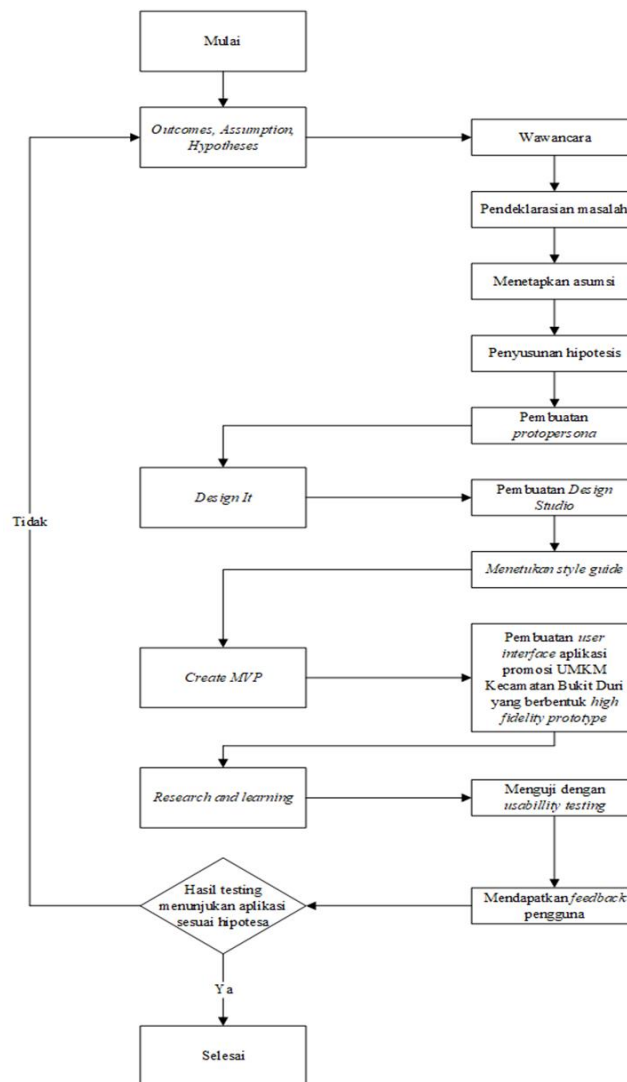 Mulai
Outcomes, Assumption,
Hypotheses
Wawancara
Pendeklarasian masalah
Menetapkan asumsi
Penyusunan hipotesis
Pembuatan
protopersona
Design It
Pembuatan Design
Studio
Tidak
Menetukan style guide
Create MVP
Pembuatan user
interface aplikasi
promosi UMKM
Kecamatan Bukit Duri
yang berbentuk high
fidelity prototype
Research and learning
Menguji dengan
usabillity testing
Hasil testing
menunjukan aplikasi
sesuai hipotesa
Mendapatkan feedback
pengguna
Ya
Selesai